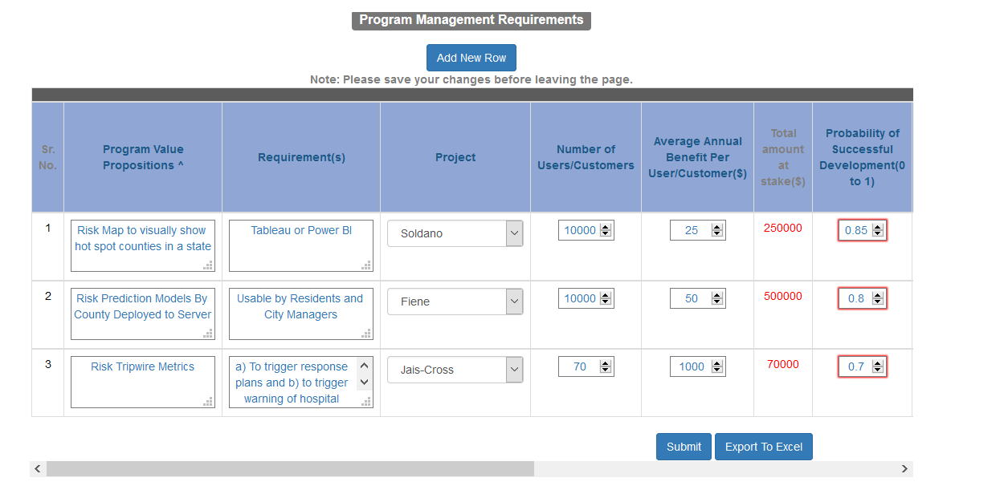 Program Management Requirements
Add New Row
Note: Please save your changes before leaving the page.
Sr.
No.
Program Value
Propositions ^
Requirement(s)
Project
Number of
Users/Customers
Average Annual
Benefit Per
User/Customer($)
Total
amount
at
stake($)
Probability of
Successful
Development(0
to 1)
1
Risk Map to visually show
hot spot counties in a state
Tableau or Power BI
Soldano
10000
25
250000
0.85
2
Risk Prediction Models By
County Deployed to Server
Usable by Residents and
City Managers
Fiene
10000
50
500000
0.8
3
Risk Tripwire Metrics
a) To trigger response
plans and b) to trigger
warning of hospital
Jais-Cross
70
1000
70000
0.7
Submit
Export To Excel